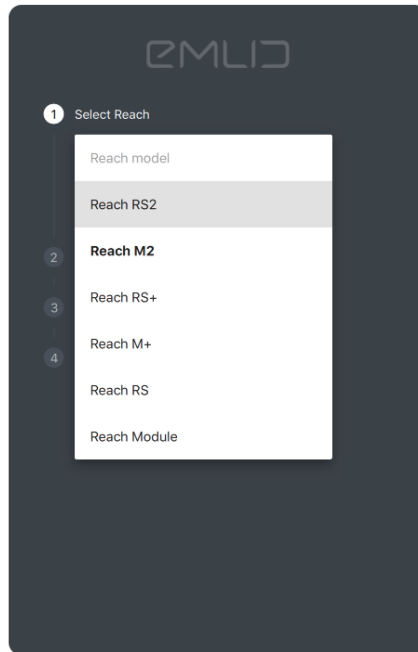 EMLID
1 Select Reach
Reach model
Reach RS2
Reach M2
2
Reach RS+
3
Reach M+
4
Reach RS
Reach Module